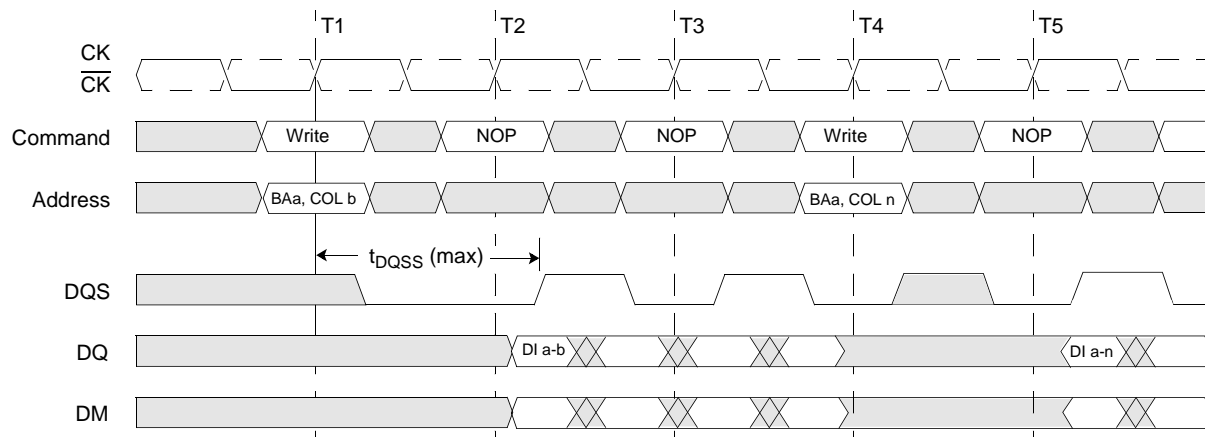 T1 T2 T3 T4 T5
CK
CK
Command Write NOP NOP Write NOP
Address BAa, COL b BAa, COL n
tDQSS (max)
DQS
DQ DI a-b DI a-n
DM